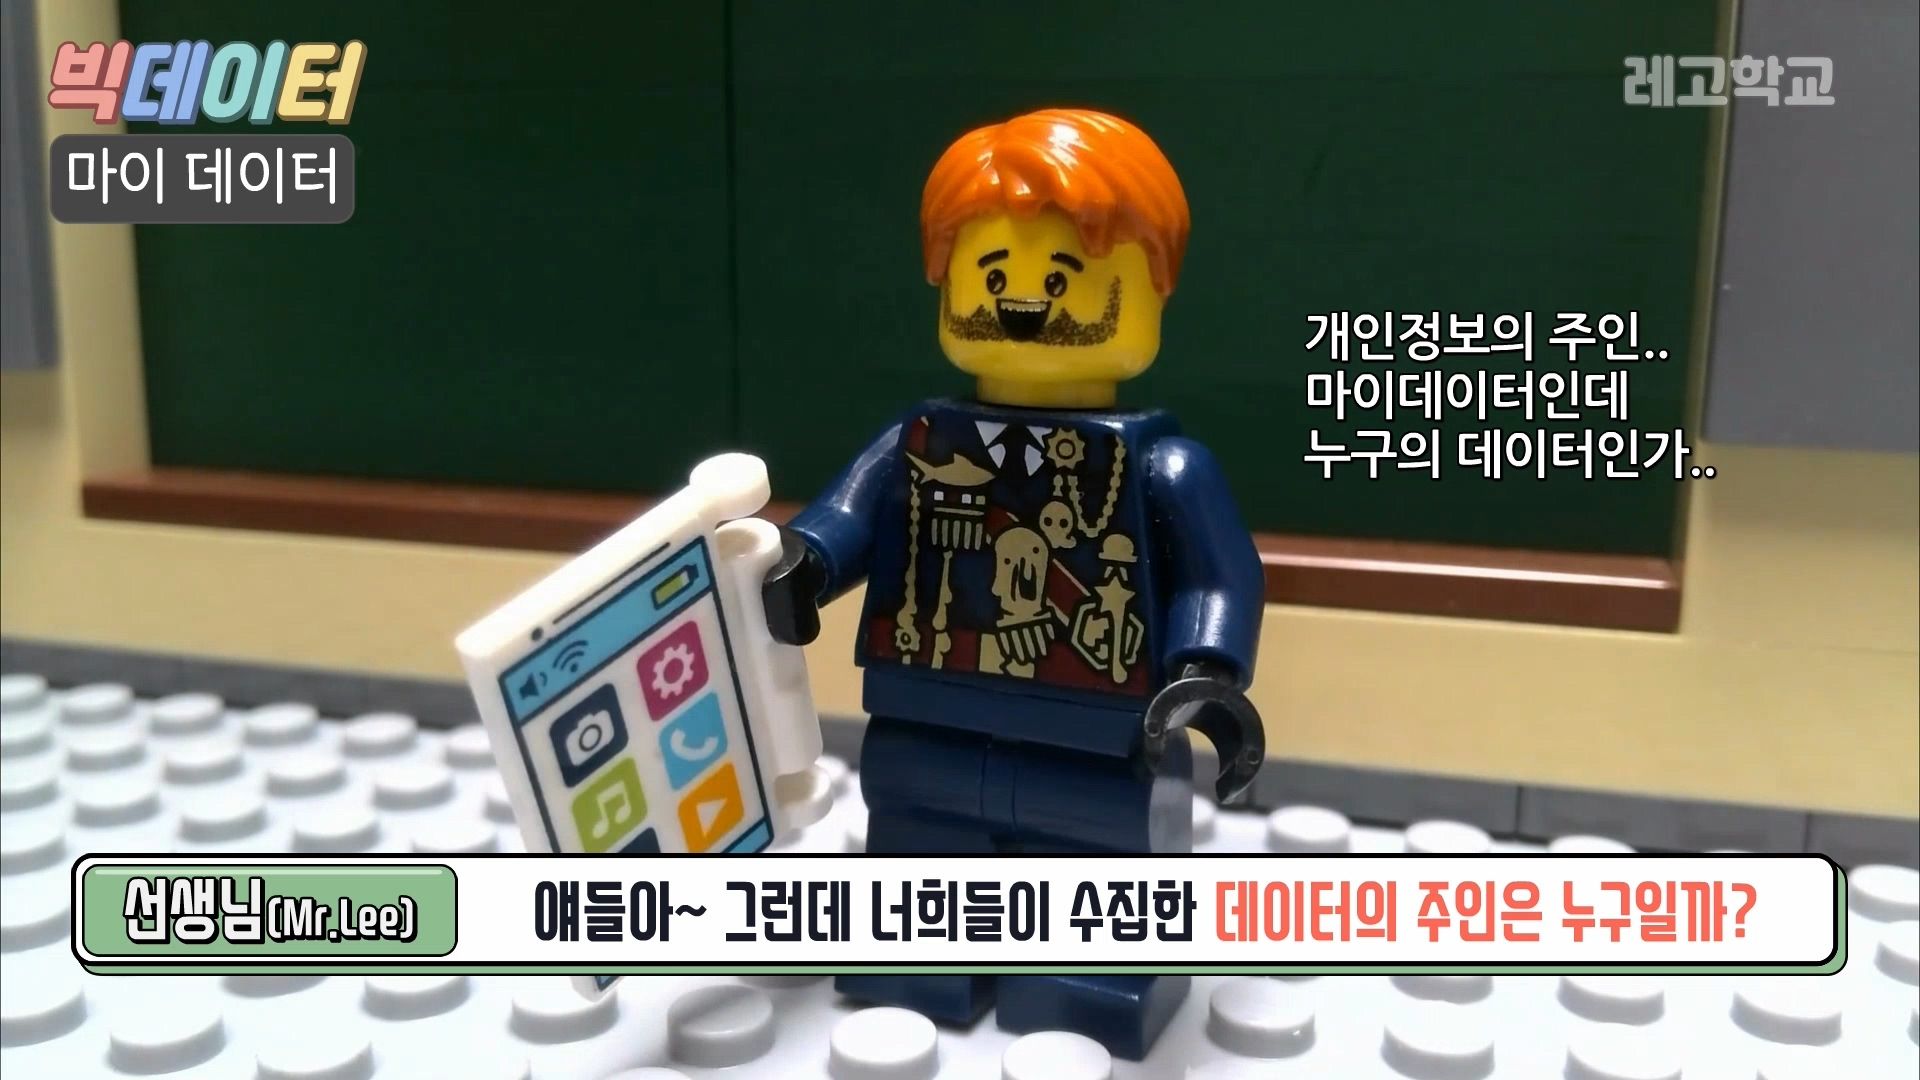 빅데이터
마이 데이터
레고학교
개인정보의 주인..
마이데이터인데
누구의 데이터인가..
선생님(Mr.Lee)
얘들아~ 그런데 너희들이 수집한 데이터의 주인은 누구일까?